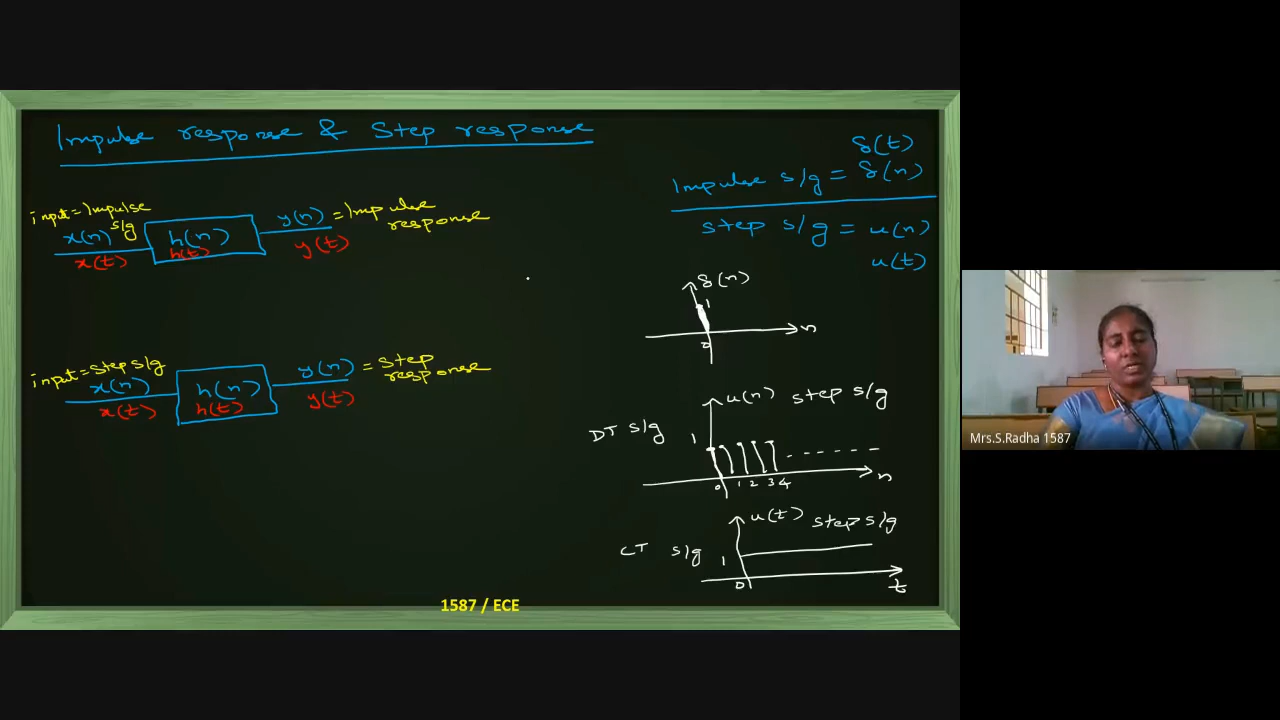 Impulse response & Step response
δ(t)
Impulse s/g = δ(n)
step s/g = u(n)
u(t)
input = Impulse s/g
x(n)
x(t)
h(n)
h(t)
y(n) = Impulse response
y(t)
input = step s/g
x(n)
x(t)
h(n)
h(t)
y(n) = step response
y(t)
δ(n)
1
0
n
DT s/g
u(n) step s/g
1
0 1 2 3 4
n
CT s/g
u(t) step s/g
1
0
t
1587 / ECE
Mrs.S.Radha 1587